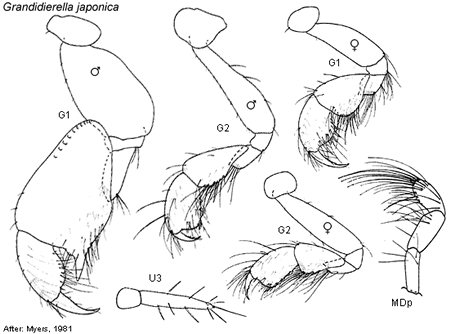 Grandidierella japonica
♂
G1
♂
G2
♀
G1
♀
G2
U3
MDp
After: Myers, 1981